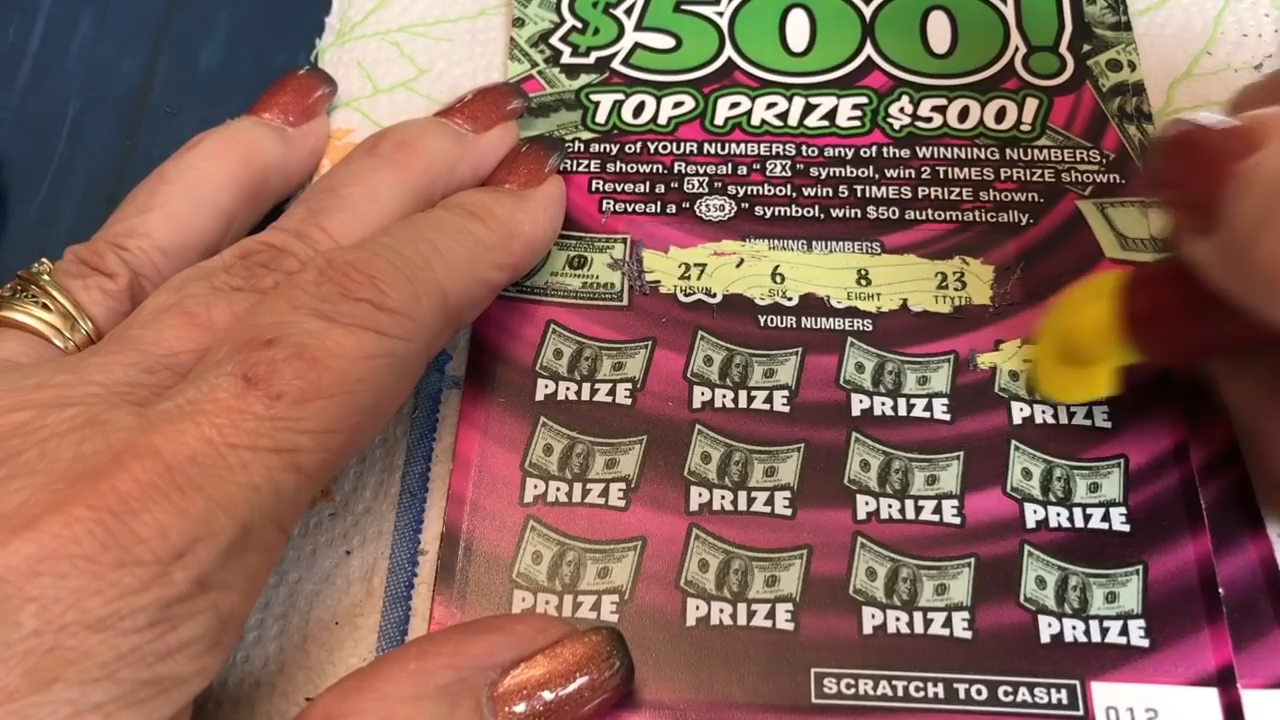 $500!
TOP PRIZE $500!
ch any of YOUR NUMBERS to any of the WINNING NUMBERS,
RIZE shown. Reveal a " 2X " symbol, win 2 TIMES PRIZE shown.
Reveal a " 5X " symbol, win 5 TIMES PRIZE shown.
Reveal a " $50 " symbol, win $50 automatically.
WINNING NUMBERS
27 6 8 23
THSVN SIX EIGHT TTYTR
YOUR NUMBERS
PRIZE PRIZE PRIZE PRIZE
PRIZE PRIZE PRIZE PRIZE
PRIZE PRIZE PRIZE PRIZE
SCRATCH TO CASH
012